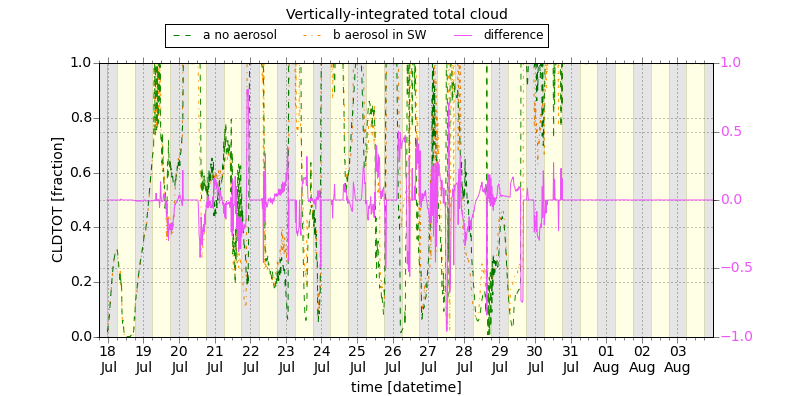 Vertically-integrated total cloud
a no aerosol b aerosol in SW difference
1.0 1.0
0.8 0.5
0.6 0.0
0.4 −0.5
0.2 −1.0
0.0
CLDTOT [fraction]
18 19 20 21 22 23 24 25 26 27 28 29 30 31 01 02 03
Jul Jul Jul Jul Jul Jul Jul Jul Jul Jul Jul Jul Jul Jul Aug Aug Aug
time [datetime]